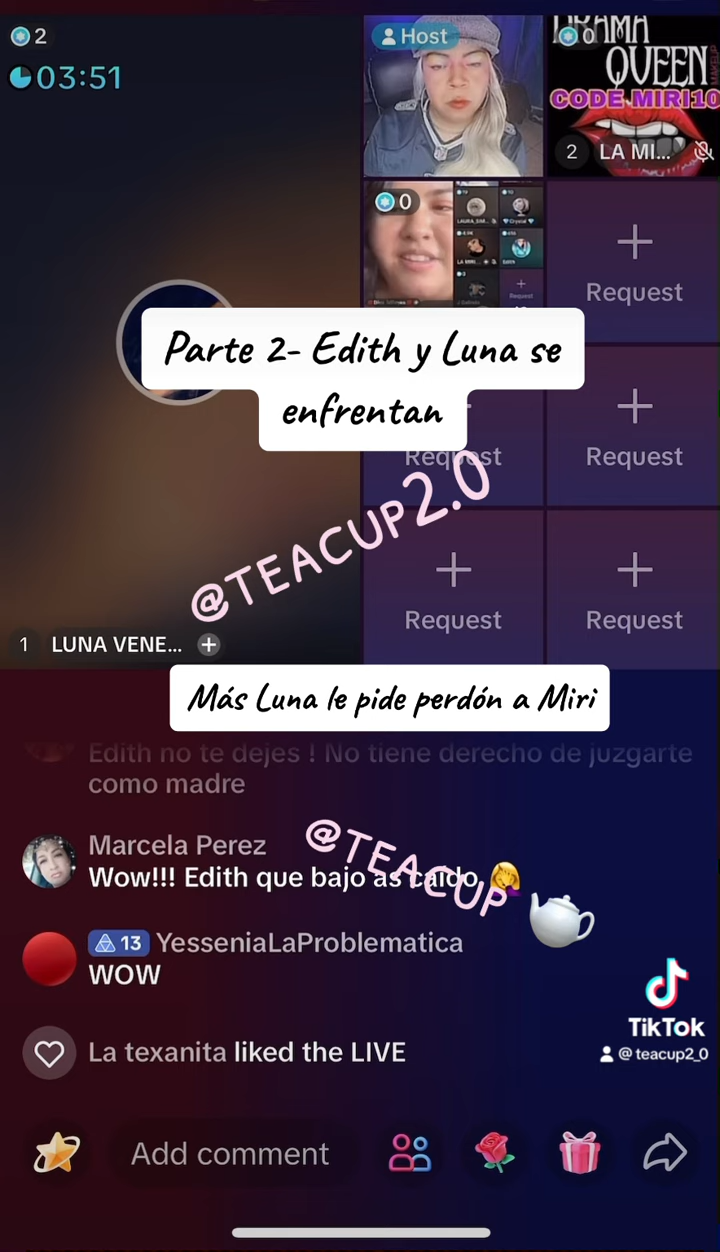 2
03:51
Host
0
DRAMA
QUEEN
MAKEUP
CODE MIRI10
2 LA MI...
0
Request
Parte 2- Edith y Luna se
enfrentan
Request
Request
@TEACUP2.0
Request
Request
1 LUNA VENE... +
Más Luna le pide perdón a Miri
Edith no te dejes ! No tiene derecho de juzgarte
como madre
Marcela Perez
Wow!!! Edith que bajo as caido
@TEACUP
13 YesseniaLaProblematica
WOW
TikTok
@teacup2_0
La texanita liked the LIVE
Add comment